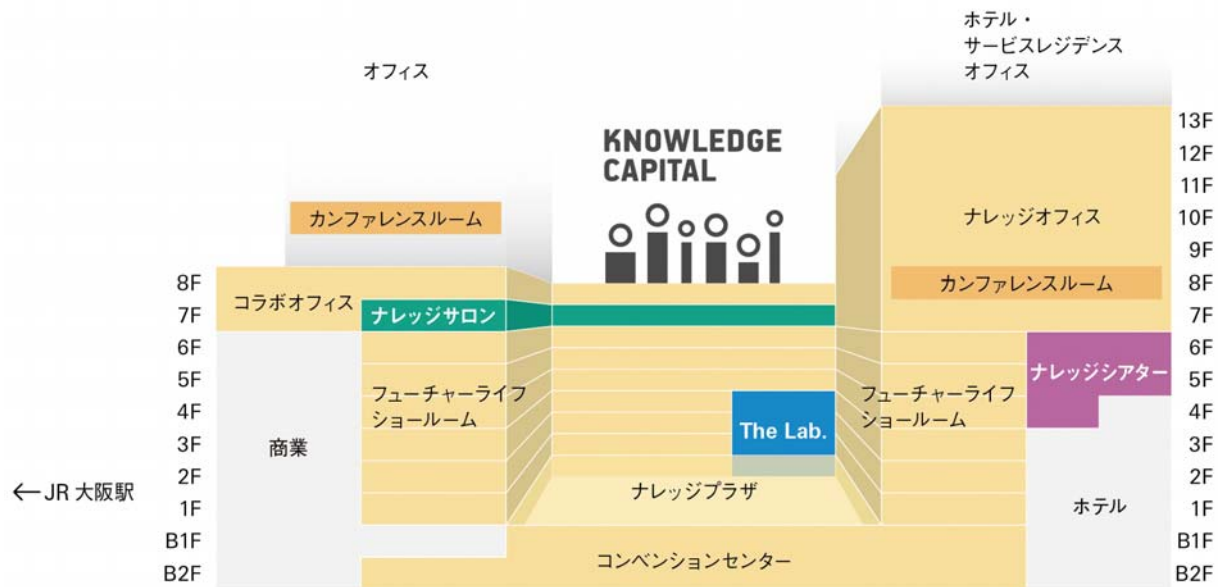 ホテル・
サービスレジデンス
オフィス
オフィス
KNOWLEDGE
CAPITAL
カンファレンスルーム
ナレッジオフィス
カンファレンスルーム
コラボオフィス
ナレッジサロン
ナレッジシアター
フューチャーライフ
ショールーム
フューチャーライフ
ショールーム
The Lab.
商業
ナレッジプラザ
ホテル
コンベンションセンター
←JR 大阪駅
8F
7F
6F
5F
4F
3F
2F
1F
B1F
B2F
13F
12F
11F
10F
9F
8F
7F
6F
5F
4F
3F
2F
1F
B1F
B2F